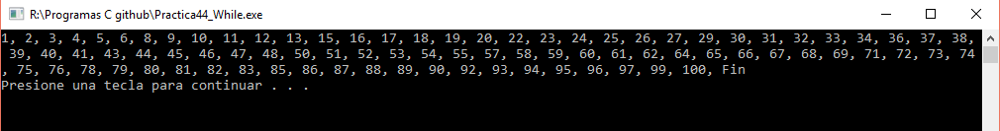 R:\Programas C github\Practica44_While.exe
1, 2, 3, 4, 5, 6, 8, 9, 10, 11, 12, 13, 15, 16, 17, 18, 19, 20, 22, 23, 24, 25, 26, 27, 29, 30, 31, 32, 33, 34, 36, 37, 38,
 39, 40, 41, 43, 44, 45, 46, 47, 48, 50, 51, 52, 53, 54, 55, 57, 58, 59, 60, 61, 62, 64, 65, 66, 67, 68, 69, 71, 72, 73, 74
, 75, 76, 78, 79, 80, 81, 82, 83, 85, 86, 87, 88, 89, 90, 92, 93, 94, 95, 96, 97, 99, 100, Fin
Presione una tecla para continuar . . .